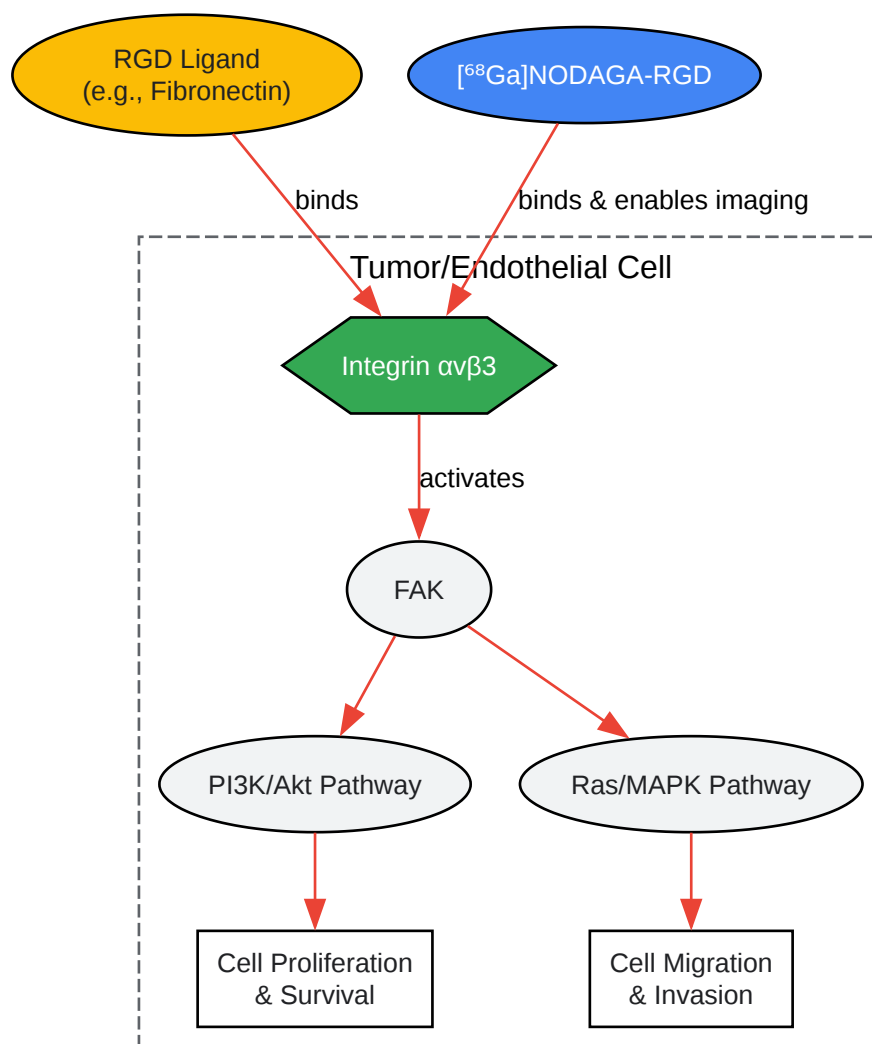 RGD Ligand
(e.g., Fibronectin)
[⁶⁸Ga]NODAGA-RGD
binds
binds & enables imaging
Tumor/Endothelial Cell
Integrin αvβ3
activates
FAK
PI3K/Akt Pathway
Ras/MAPK Pathway
Cell Proliferation
& Survival
Cell Migration
& Invasion